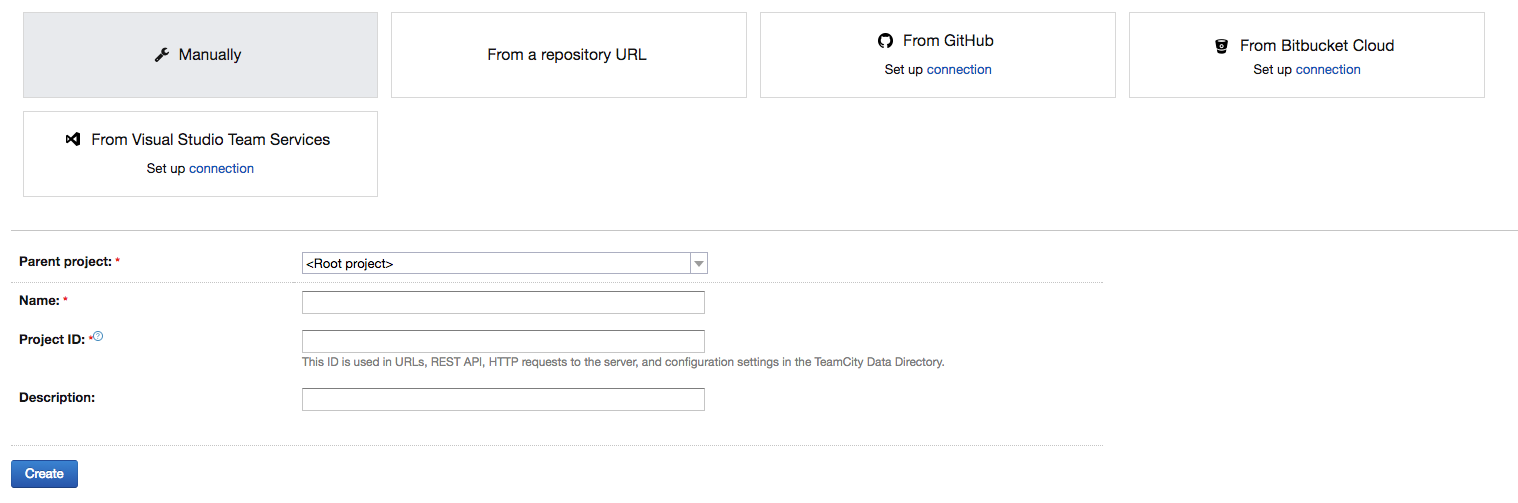 Manually
From a repository URL
From GitHub
Set up connection
From Bitbucket Cloud
Set up connection
From Visual Studio Team Services
Set up connection
Parent project: *
<Root project>
Name: *
Project ID: * ?
This ID is used in URLs, REST API, HTTP requests to the server, and configuration settings in the TeamCity Data Directory.
Description:
Create